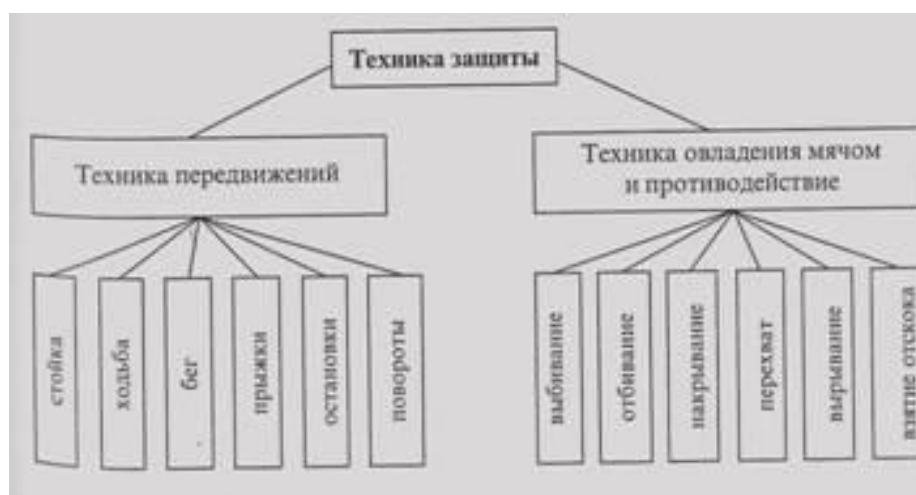 Техника защиты
Техника передвижений
Техника овладения мячом
и противодействие
стойка
ходьба
бег
прыжки
остановки
повороты
выбивание
отбивание
накрывание
перехват
вырывание
взятие отскока